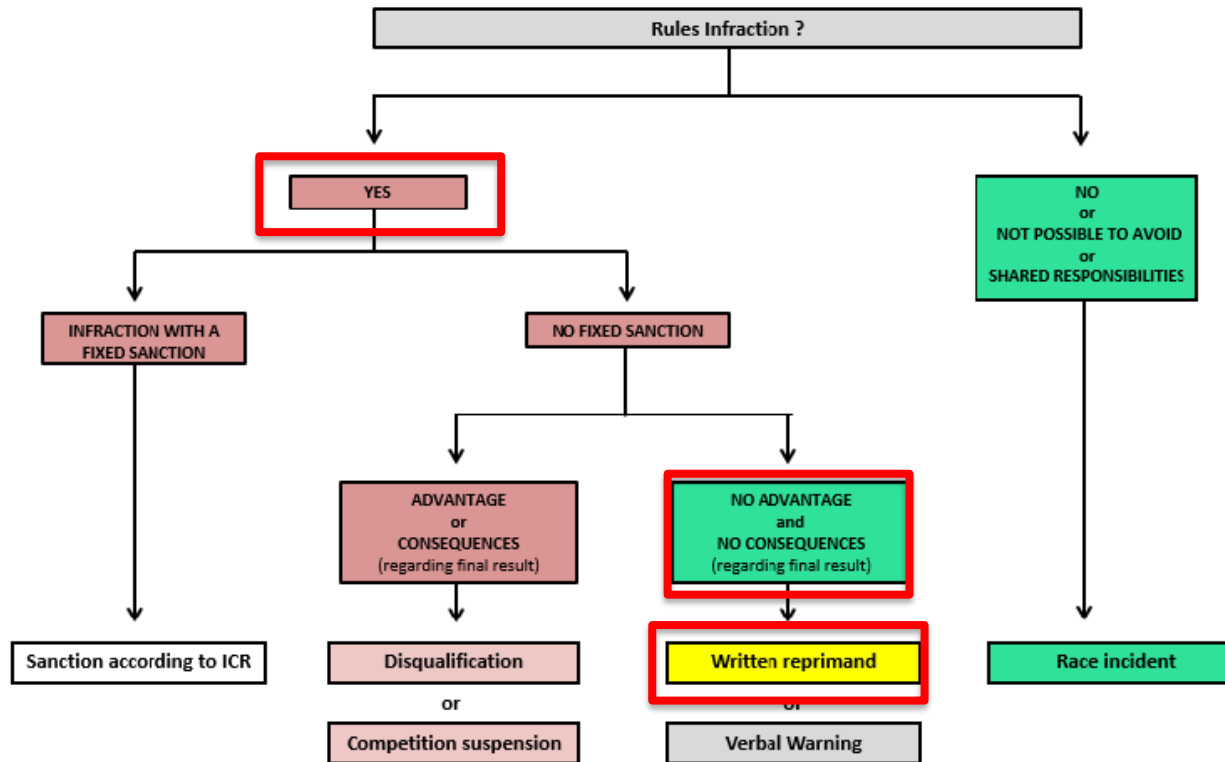 Rules Infraction ?
YES
NO
or
NOT POSSIBLE TO AVOID
or
SHARED RESPONSIBILITIES
INFRACTION WITH A
FIXED SANCTION
NO FIXED SANCTION
ADVANTAGE
or
CONSEQUENCES
(regarding final result)
NO ADVANTAGE
and
NO CONSEQUENCES
(regarding final result)
Sanction according to ICR
Disqualification
Written reprimand
Race incident
or
or
Competition suspension
Verbal Warning